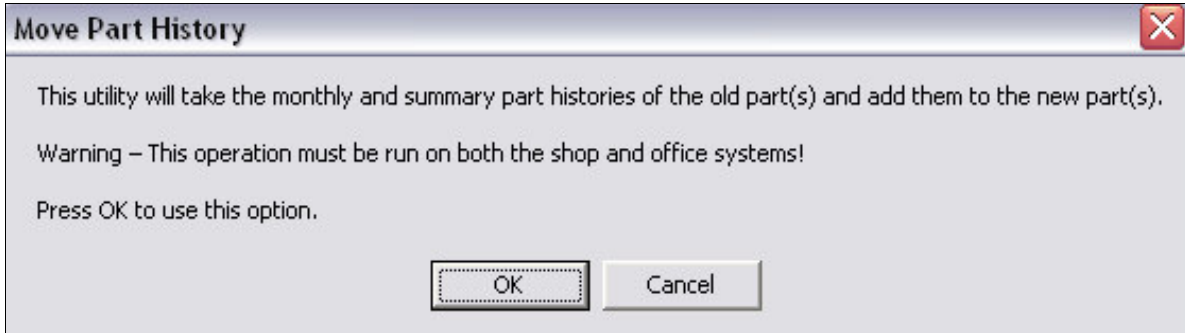 Move Part History
This utility will take the monthly and summary part histories of the old part(s) and add them to the new part(s).
Warning – This operation must be run on both the shop and office systems!
Press OK to use this option.
OK
Cancel